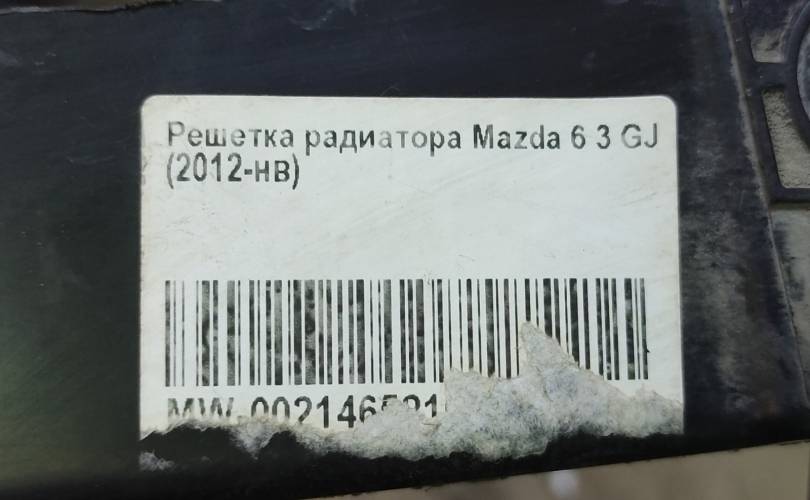 Решетка радиатора Mazda 6 3 GJ
(2012-нв)